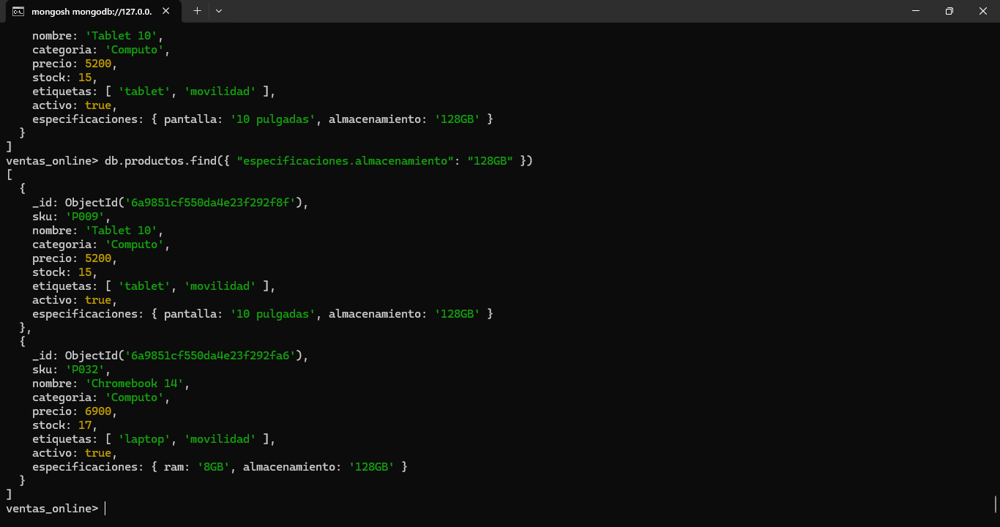 mongosh mongodb://127.0.0.
nombre: 'Tablet 10',
categoria: 'Computo',
precio: 5200,
stock: 15,
etiquetas: [ 'tablet', 'movilidad' ],
activo: true,
especificaciones: { pantalla: '10 pulgadas', almacenamiento: '128GB' }
}
]
ventas_online> db.productos.find({ "especificaciones.almacenamiento": "128GB" })
[
{
_id: ObjectId('6a9851cf550da4e23f292f8f'),
sku: 'P009',
nombre: 'Tablet 10',
categoria: 'Computo',
precio: 5200,
stock: 15,
etiquetas: [ 'tablet', 'movilidad' ],
activo: true,
especificaciones: { pantalla: '10 pulgadas', almacenamiento: '128GB' }
},
{
_id: ObjectId('6a9851cf550da4e23f292fa6'),
sku: 'P032',
nombre: 'Chromebook 14',
categoria: 'Computo',
precio: 6900,
stock: 17,
etiquetas: [ 'laptop', 'movilidad' ],
activo: true,
especificaciones: { ram: '8GB', almacenamiento: '128GB' }
}
]
ventas_online>